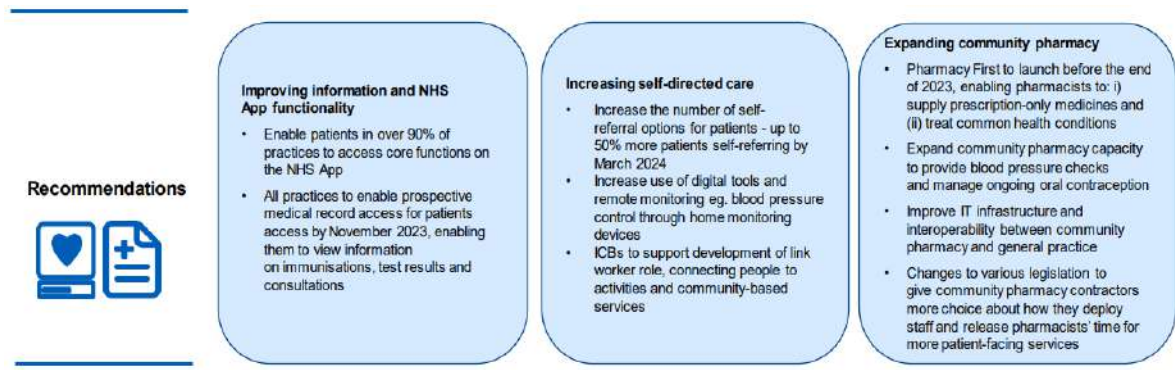 Recommendations
Improving information and NHS
App functionality
• Enable patients in over 90% of
practices to access core functions on
the NHS App
• All practices to enable prospective
medical record access for patients
access by November 2023, enabling
them to view information
on immunisations, test results and
consultations
Increasing self-directed care
• Increase the number of self-
referral options for patients - up to
50% more patients self-referring by
March 2024
• Increase use of digital tools and
remote monitoring eg. blood pressure
control through home monitoring
devices
• ICBs to support development of link
worker role, connecting people to
activities and community-based
services
Expanding community pharmacy
• Pharmacy First to launch before the end
of 2023, enabling pharmacists to: i)
supply prescription-only medicines and
(ii) treat common health conditions
• Expand community pharmacy capacity
to provide blood pressure checks
and manage ongoing oral contraception
• Improve IT infrastructure and
interoperability between community
pharmacy and general practice
• Changes to various legislation to
give community pharmacy contractors
more choice about how they deploy
staff and release pharmacists' time for
more patient-facing services